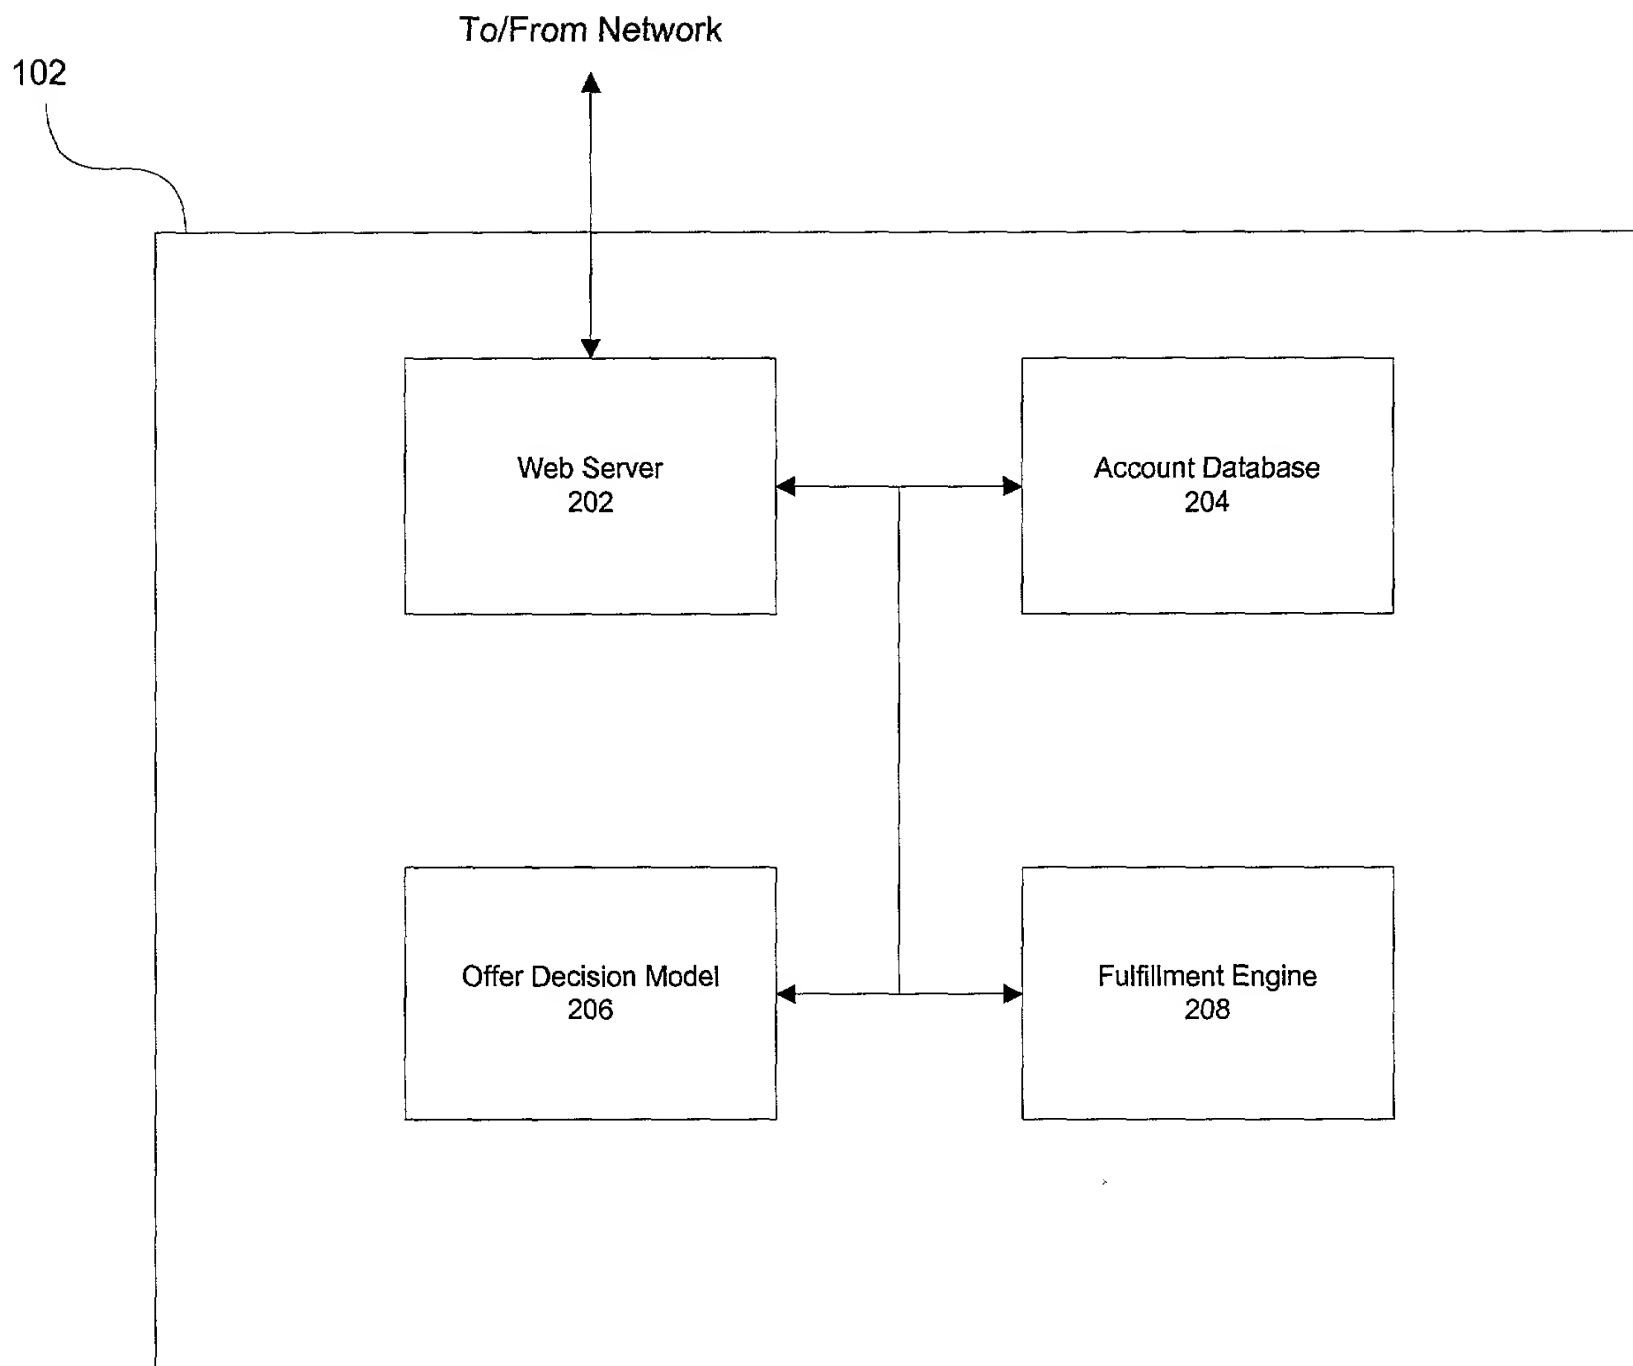 To/From Network
102
Web Server
202
Account Database
204
Offer Decision Model
206
Fulfillment Engine
208